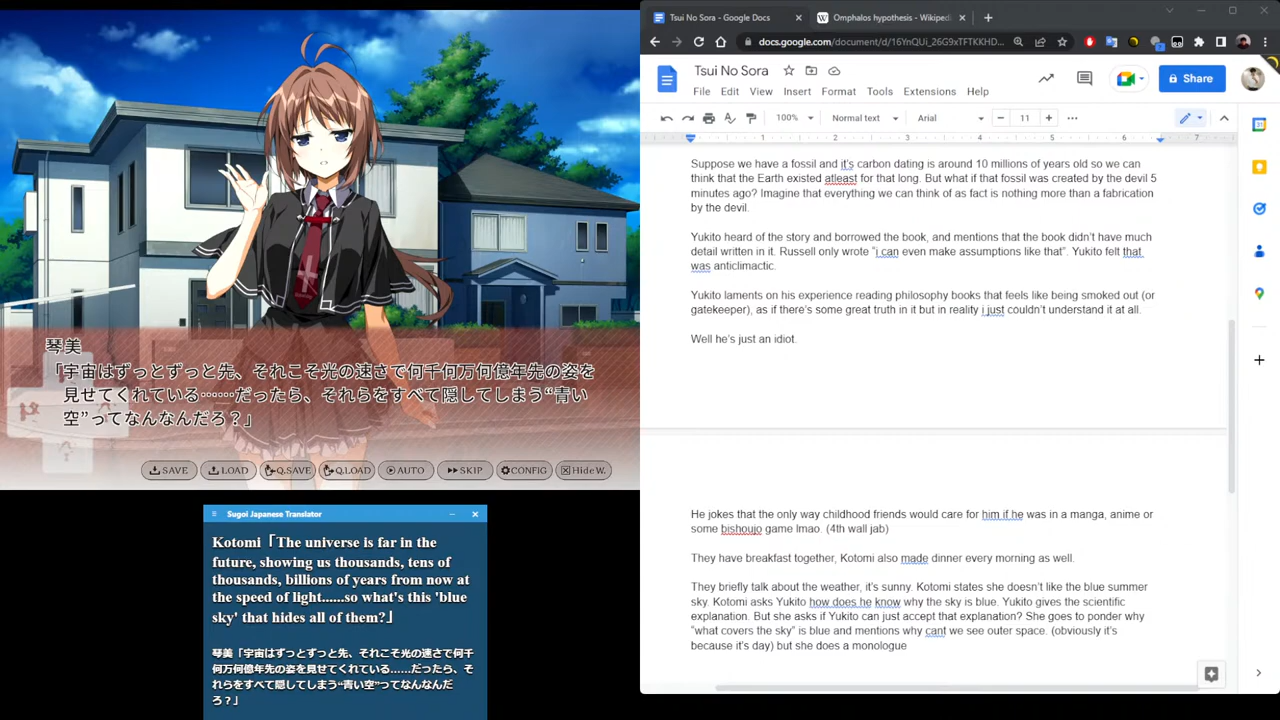 琴美
「宇宙はずっとずっと先、それこそ光の速さで何千何万何億年先の姿を
見せてくれている……だったら、それらをすべて隠してしまう“青い
空”ってなんなんだろ？」
SAVE LOAD Q.SAVE Q.LOAD AUTO SKIP CONFIG Hide W.
Sugoi Japanese Translator
Kotomi「The universe is far in the
future, showing us thousands, tens of
thousands, billions of years from now at
the speed of light......so what's this 'blue
sky' that hides all of them?」
琴美「宇宙はずっとずっと先、それこそ光の速さで何千
何万何億年先の姿を見せてくれている……だったら、そ
れらをすべて隠してしまう“青い空”ってなんなんだ
ろ？」
Tsui No Sora - Google Docs
Omphalos hypothesis - Wikiped
docs.google.com/document/d/16YnQUi_26G9xTFTKKHD...
Tsui No Sora
Share
File Edit View Insert Format Tools Extensions Help
100% Normal text Arial 11
1 2 3 4 5 6 7
Suppose we have a fossil and it's carbon dating is around 10 millions of years old so we can
think that the Earth existed atleast for that long. But what if that fossil was created by the devil 5
minutes ago? Imagine that everything we can think of as fact is nothing more than a fabrication
by the devil.
Yukito heard of the story and borrowed the book, and mentions that the book didn't have much
detail written in it. Russell only wrote "i can even make assumptions like that". Yukito felt that
was anticlimactic.
Yukito laments on his experience reading philosophy books that feels like being smoked out (or
gatekeeper), as if there's some great truth in it but in reality i just couldn't understand it at all.
Well he's just an idiot.
He jokes that the only way childhood friends would care for him if he was in a manga, anime or
some bishoujo game lmao. (4th wall jab)
They have breakfast together, Kotomi also made dinner every morning as well.
They briefly talk about the weather, it's sunny. Kotomi states she doesn't like the blue summer
sky. Kotomi asks Yukito how does he know why the sky is blue. Yukito gives the scientific
explanation. But she asks if Yukito can just accept that explanation? She goes to ponder why
"what covers the sky" is blue and mentions why cant we see outer space. (obviously it's
because it's day) but she does a monologue